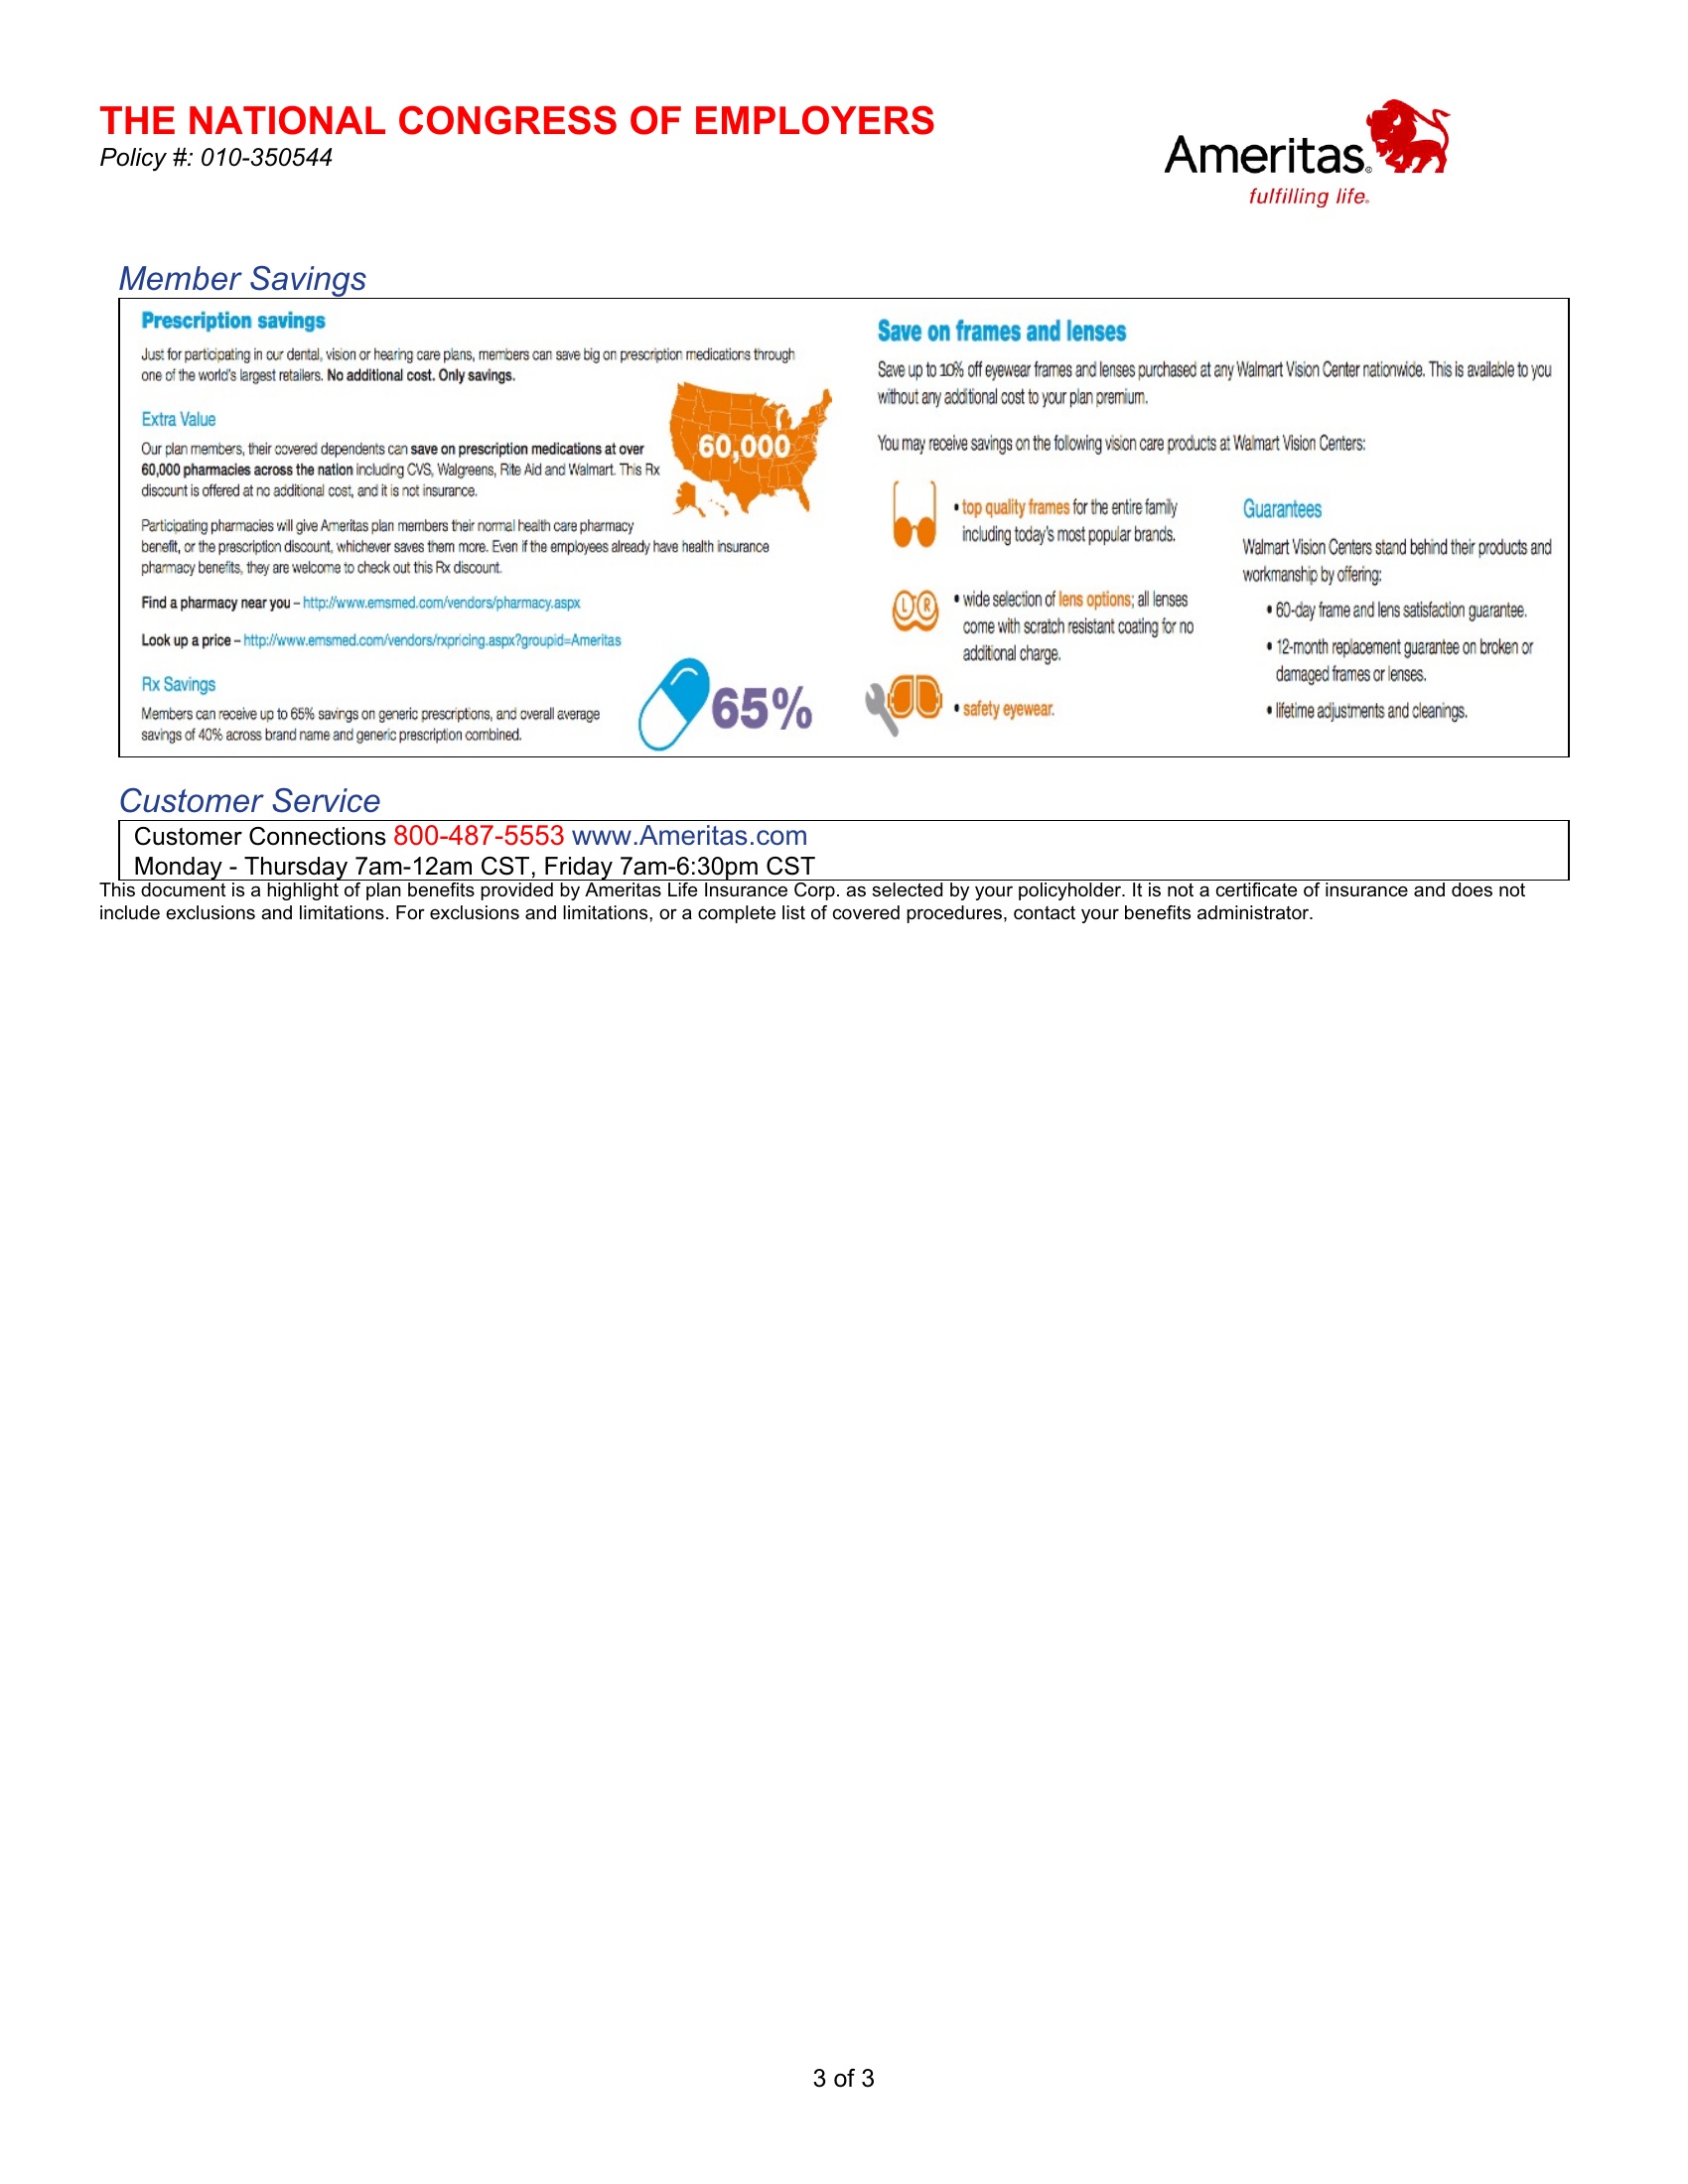 THE NATIONAL CONGRESS OF EMPLOYERS
Policy #: 010-350544
Ameritas®
fulfilling life®
Member Savings
Prescription savings
Just for participating in our dental, vision or hearing care plans, members can save big on prescription medications through
one of the world's largest retailers. No additional cost. Only savings.
Extra Value
Our plan members, their covered dependents can save on prescription medications at over
60,000 pharmacies across the nation including CVS, Walgreens, Rite Aid and Walmart. This Rx
discount is offered at no additional cost, and it is not insurance.
60,000
Participating pharmacies will give Ameritas plan members their normal health care pharmacy
benefit, or the prescription discount, whichever saves them more. Even if the employees already have health insurance
pharmacy benefits, they are welcome to check out this Rx discount.
Find a pharmacy near you – http://www.emsmed.com/vendors/pharmacy.aspx
Look up a price – http://www.emsmed.com/vendors/rxpricing.aspx?groupid=Ameritas
Rx Savings
Members can receive up to 65% savings on generic prescriptions, and overall average
savings of 40% across brand name and generic prescription combined.
65%
Save on frames and lenses
Save up to 10% off eyewear frames and lenses purchased at any Walmart Vision Center nationwide. This is available to you
without any additional cost to your plan premium.
You may receive savings on the following vision care products at Walmart Vision Centers:
• top quality frames for the entire family
including today's most popular brands.
L R
• wide selection of lens options; all lenses
come with scratch resistant coating for no
additional charge.
• safety eyewear.
Guarantees
Walmart Vision Centers stand behind their products and
workmanship by offering:
• 60-day frame and lens satisfaction guarantee.
• 12-month replacement guarantee on broken or
damaged frames or lenses.
• lifetime adjustments and cleanings.
Customer Service
Customer Connections 800-487-5553 www.Ameritas.com
Monday - Thursday 7am-12am CST, Friday 7am-6:30pm CST
This document is a highlight of plan benefits provided by Ameritas Life Insurance Corp. as selected by your policyholder. It is not a certificate of insurance and does not
include exclusions and limitations. For exclusions and limitations, or a complete list of covered procedures, contact your benefits administrator.
3 of 3